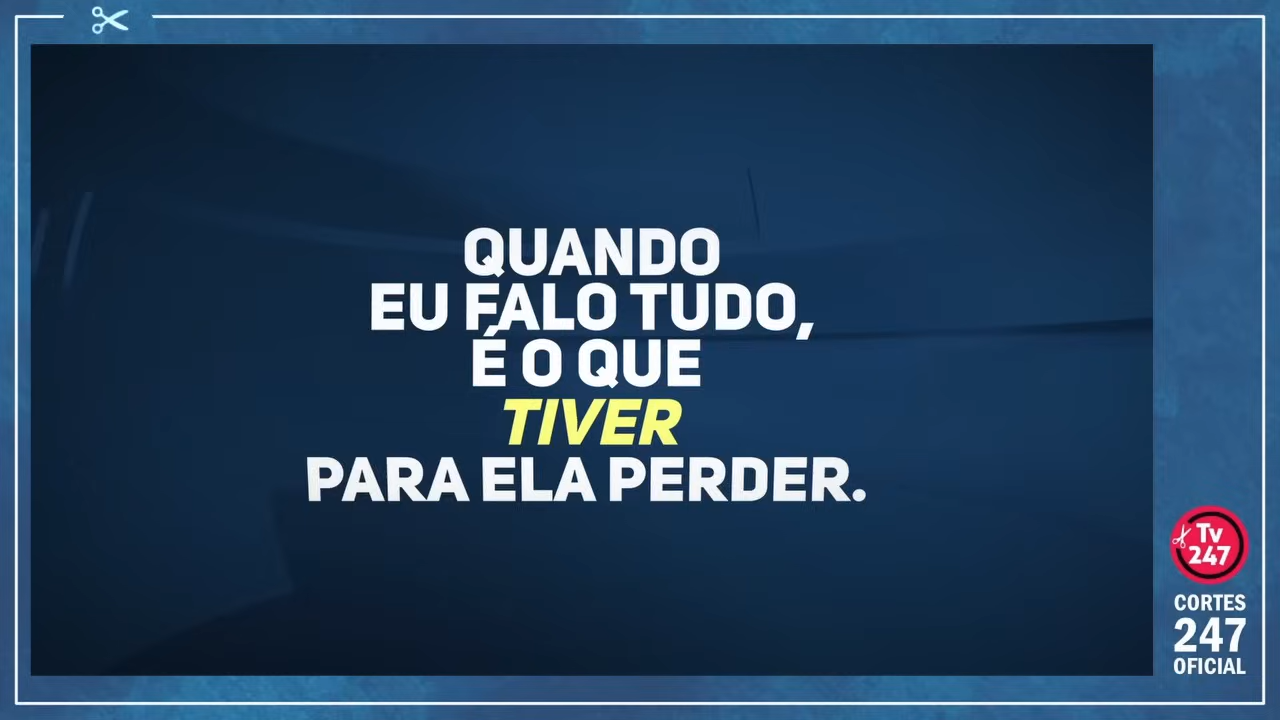 QUANDO
EU FALO TUDO,
É O QUE
TIVER
PARA ELA PERDER.
Tv
247
CORTES
247
OFICIAL